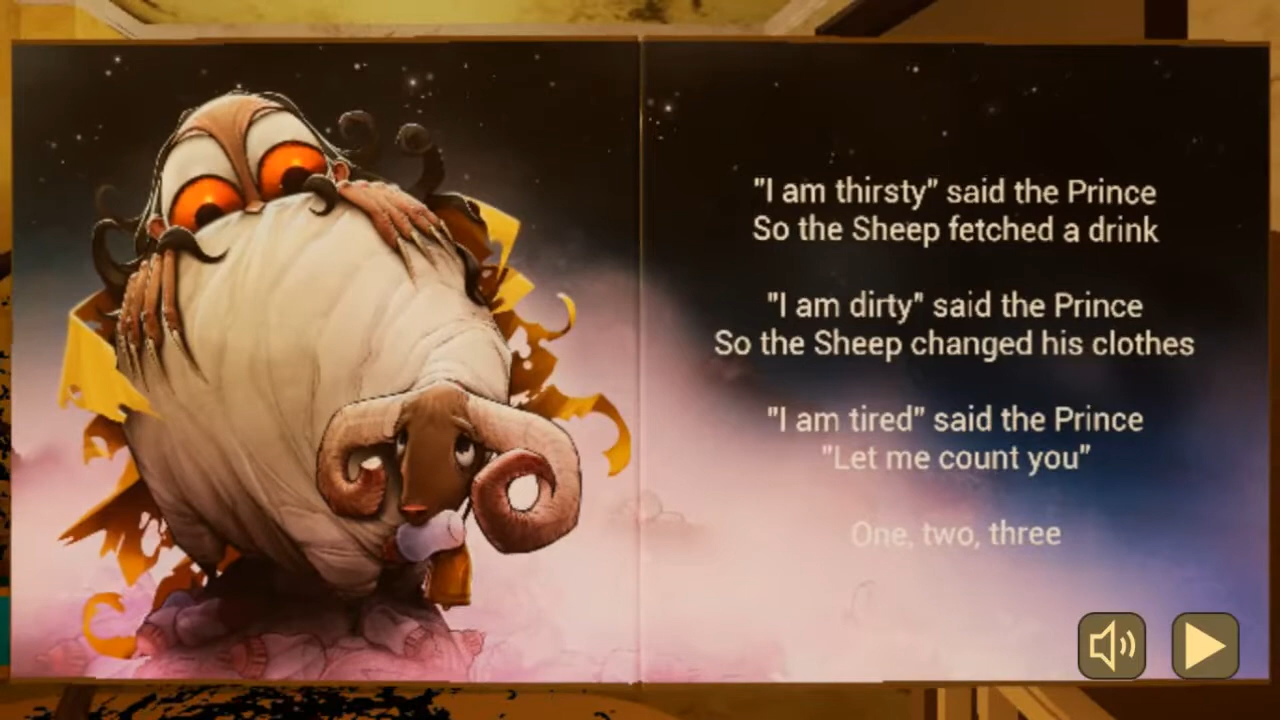 "I am thirsty" said the Prince
So the Sheep fetched a drink
"I am dirty" said the Prince
So the Sheep changed his clothes
"I am tired" said the Prince
"Let me count you"
One, two, three